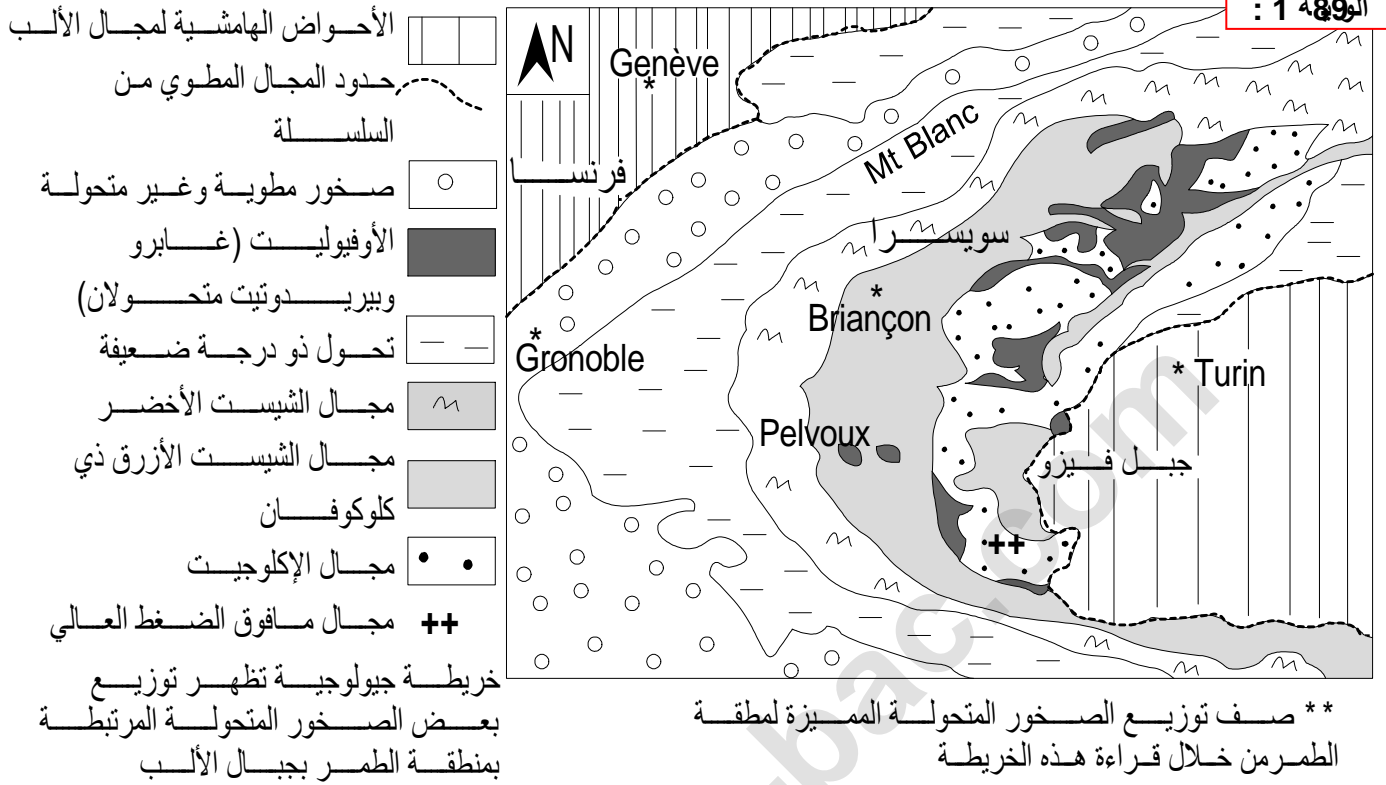 : 1
89
الأحواض الهامشية لمجال الألب
حدود المجال المطوي من
السلسلة
صخور مطوية وغير متحولة
الأوفيوليت (غابرو
وبيريدوتيت متحولان)
تحول ذو درجة ضعيفة
مجال الشيست الأخضر
مجال الشيست الأزرق ذي
كلوكوفان
مجال الإكلوجيت
++ مجال مافوق الضغط العالي
خريطة جيولوجية تظهر توزيع
بعض الصخور المتحولة المرتبطة
بمنطقة الطمر بجبال الألب
N
Genève
فرنسا
Mt Blanc
سويسرا
Briançon
Gronoble
Turin
Pelvoux
جبل فيزو
++
** صف توزيع الصخور المتحولة المميزة لمطقة
الطمرمن خلال قراءة هذه الخريطة
bac.com